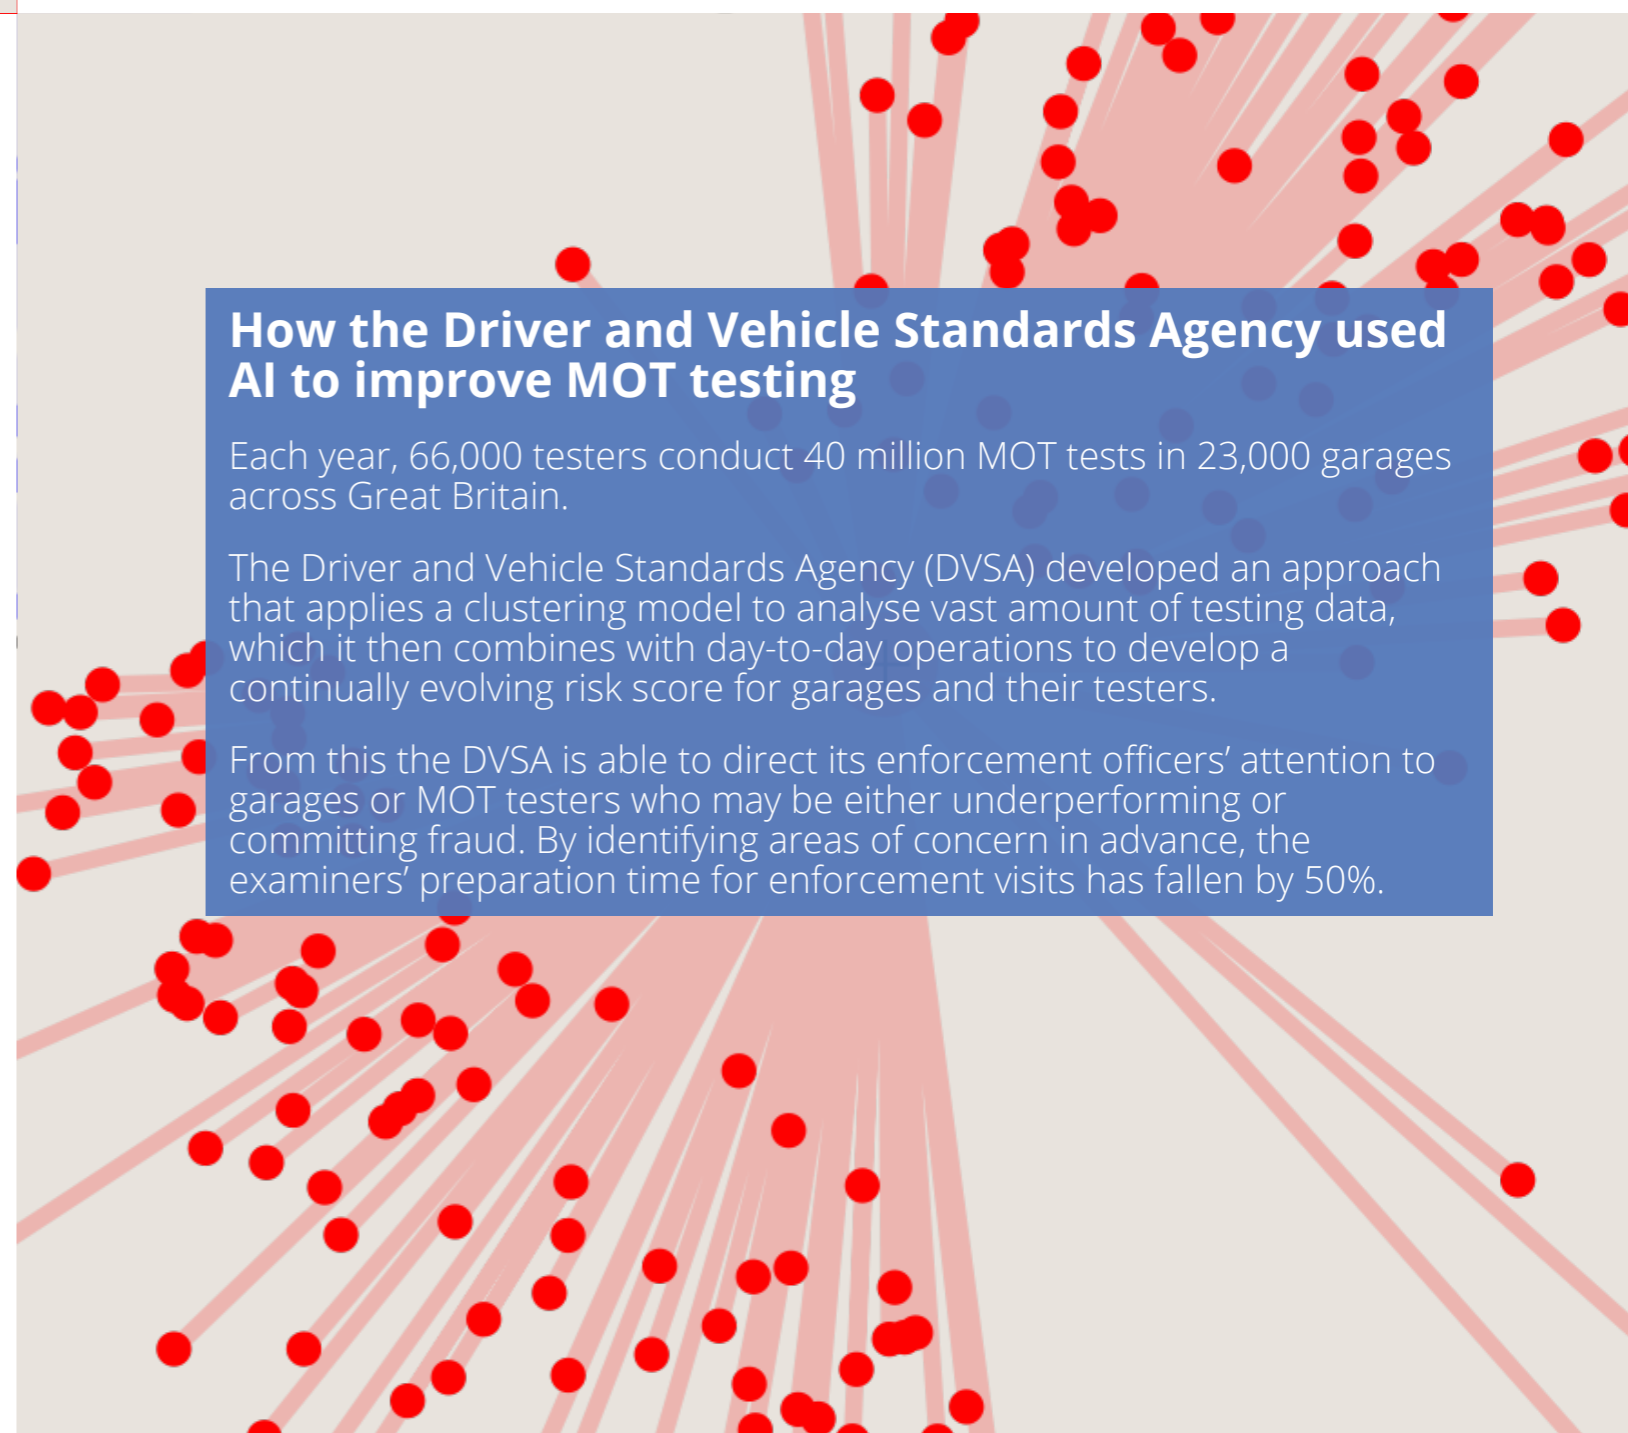 How the Driver and Vehicle Standards Agency used
AI to improve MOT testing
Each year, 66,000 testers conduct 40 million MOT tests in 23,000 garages
across Great Britain.
The Driver and Vehicle Standards Agency (DVSA) developed an approach
that applies a clustering model to analyse vast amount of testing data,
which it then combines with day-to-day operations to develop a
continually evolving risk score for garages and their testers.
From this the DVSA is able to direct its enforcement officers’ attention to
garages or MOT testers who may be either underperforming or
committing fraud. By identifying areas of concern in advance, the
examiners’ preparation time for enforcement visits has fallen by 50%.